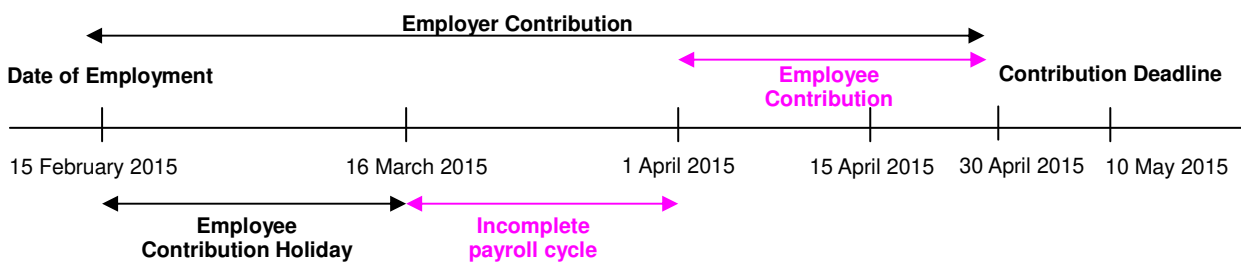 Employer Contribution
Date of Employment
Employee
Contribution
Contribution Deadline
15 February 2015
16 March 2015
1 April 2015
15 April 2015
30 April 2015
10 May 2015
Employee
Contribution Holiday
Incomplete
payroll cycle